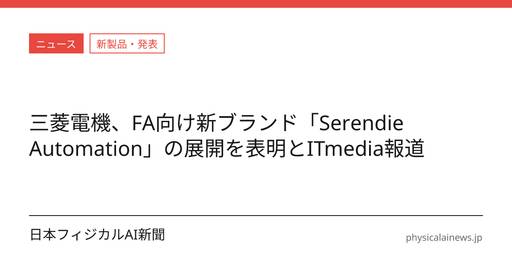 ニュース
新製品・発表
三菱電機、FA向け新ブランド「Serendie
Automation」の展開を表明とITmedia報道
日本フィジカルAI新聞
physicalainews.jp